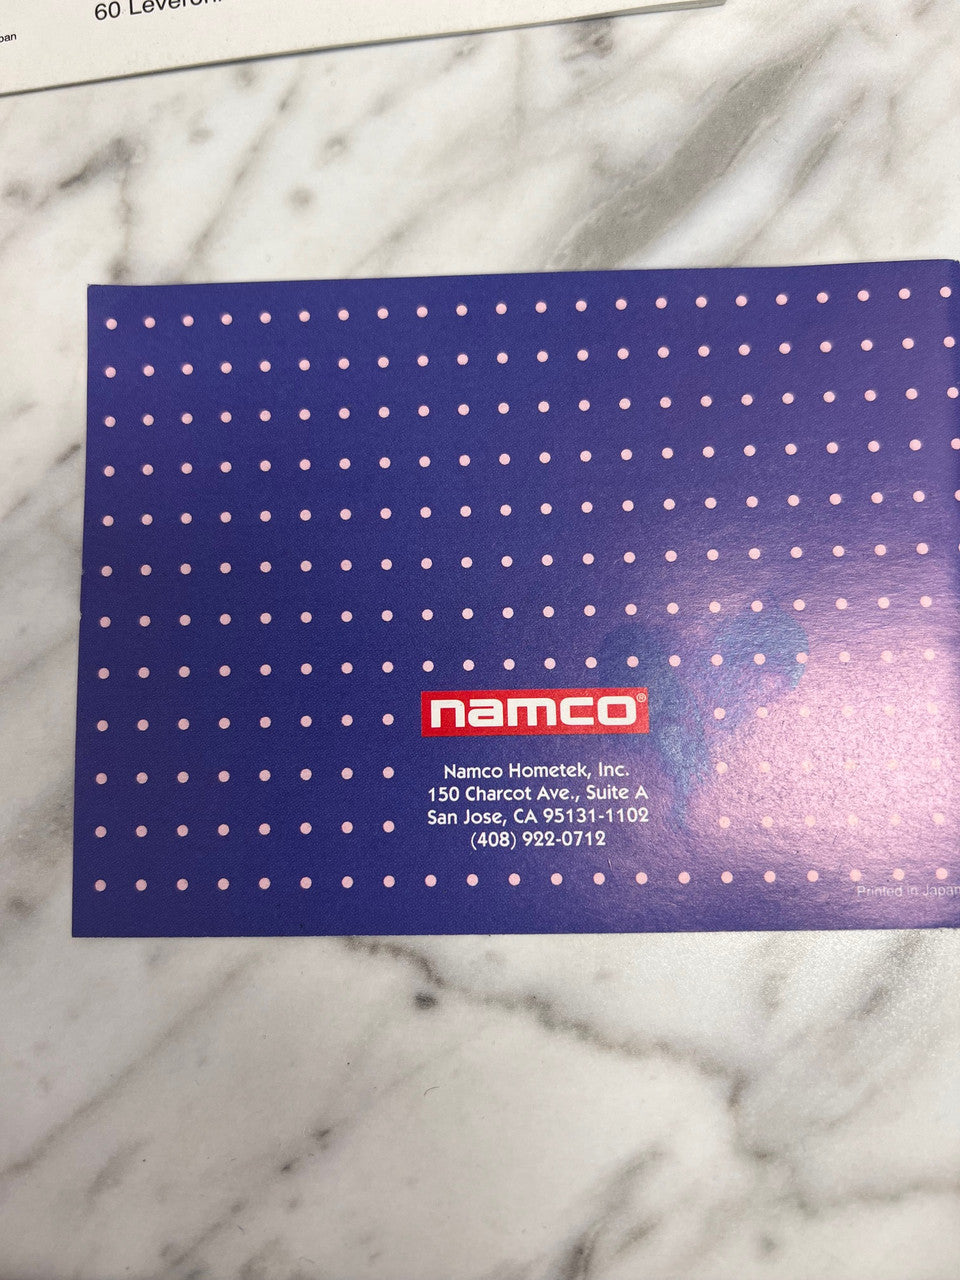 60
namco®
Namco Hometek, Inc.
150 Charcot Ave., Suite A
San Jose, CA 95131-1102
(408) 922-0712
Printed in Japan